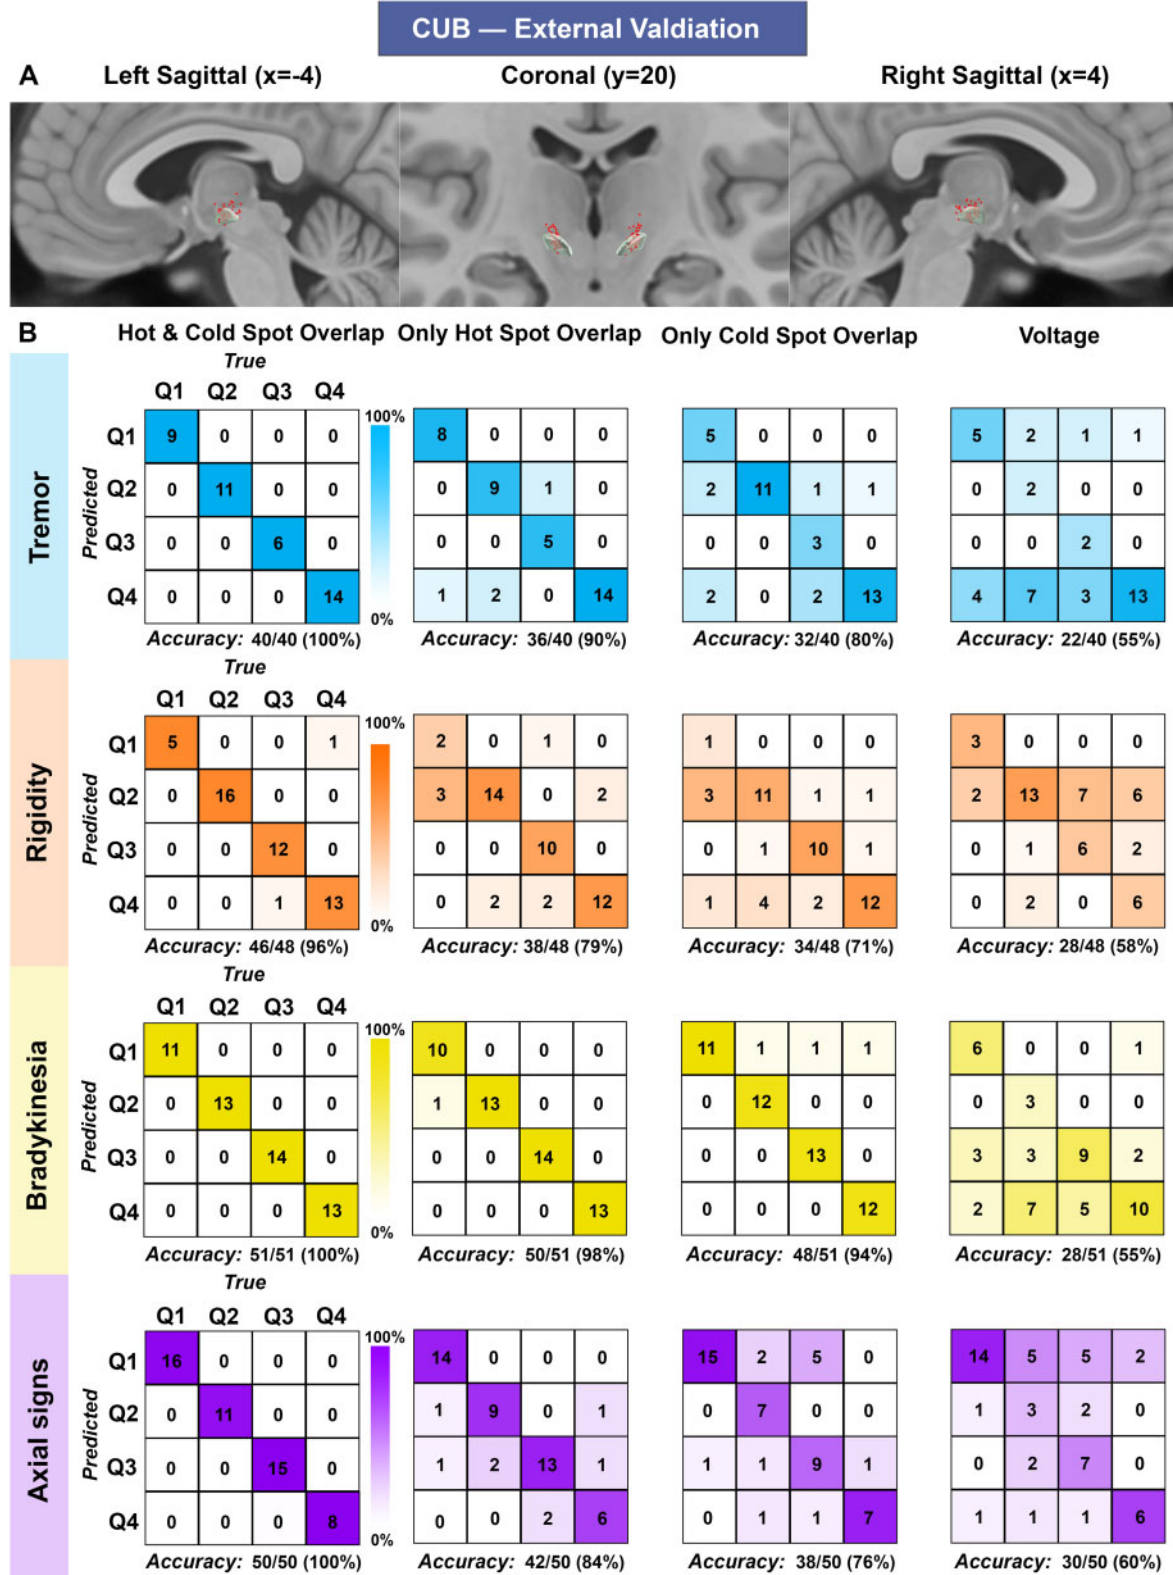 CUB — External Valdiation
A Left Sagittal (x=-4) Coronal (y=20) Right Sagittal (x=4)
B Hot & Cold Spot Overlap Only Hot Spot Overlap Only Cold Spot Overlap Voltage
Tremor
True
Q1 Q2 Q3 Q4
Predicted
100%
Q1 9 0 0 0 8 0 0 0 5 0 0 0 5 2 1 1
Q2 0 11 0 0 0 9 1 0 2 11 1 1 0 2 0 0
Q3 0 0 6 0 0 0 5 0 0 0 3 0 0 0 2 0
Q4 0 0 0 14 1 2 0 14 2 0 2 13 4 7 3 13
0%
Accuracy: 40/40 (100%) Accuracy: 36/40 (90%) Accuracy: 32/40 (80%) Accuracy: 22/40 (55%)
Rigidity
True
Q1 Q2 Q3 Q4
Predicted
100%
Q1 5 0 0 1 2 0 1 0 1 0 0 0 3 0 0 0
Q2 0 16 0 0 3 14 0 2 3 11 1 1 2 13 7 6
Q3 0 0 12 0 0 0 10 0 0 1 10 1 0 1 6 2
Q4 0 0 1 13 0 2 2 12 1 4 2 12 0 2 0 6
0%
Accuracy: 46/48 (96%) Accuracy: 38/48 (79%) Accuracy: 34/48 (71%) Accuracy: 28/48 (58%)
Bradykinesia
True
Q1 Q2 Q3 Q4
Predicted
100%
Q1 11 0 0 0 10 0 0 0 11 1 1 1 6 0 0 1
Q2 0 13 0 0 1 13 0 0 0 12 0 0 0 3 0 0
Q3 0 0 14 0 0 0 14 0 0 0 13 0 3 3 9 2
Q4 0 0 0 13 0 0 0 13 0 0 0 12 2 7 5 10
0%
Accuracy: 51/51 (100%) Accuracy: 50/51 (98%) Accuracy: 48/51 (94%) Accuracy: 28/51 (55%)
Axial signs
True
Q1 Q2 Q3 Q4
Predicted
100%
Q1 16 0 0 0 14 0 0 0 15 2 5 0 14 5 5 2
Q2 0 11 0 0 1 9 0 1 0 7 0 0 1 3 2 0
Q3 0 0 15 0 1 2 13 1 1 1 9 1 0 2 7 0
Q4 0 0 0 8 0 0 2 6 0 1 1 7 1 1 1 6
0%
Accuracy: 50/50 (100%) Accuracy: 42/50 (84%) Accuracy: 38/50 (76%) Accuracy: 30/50 (60%)